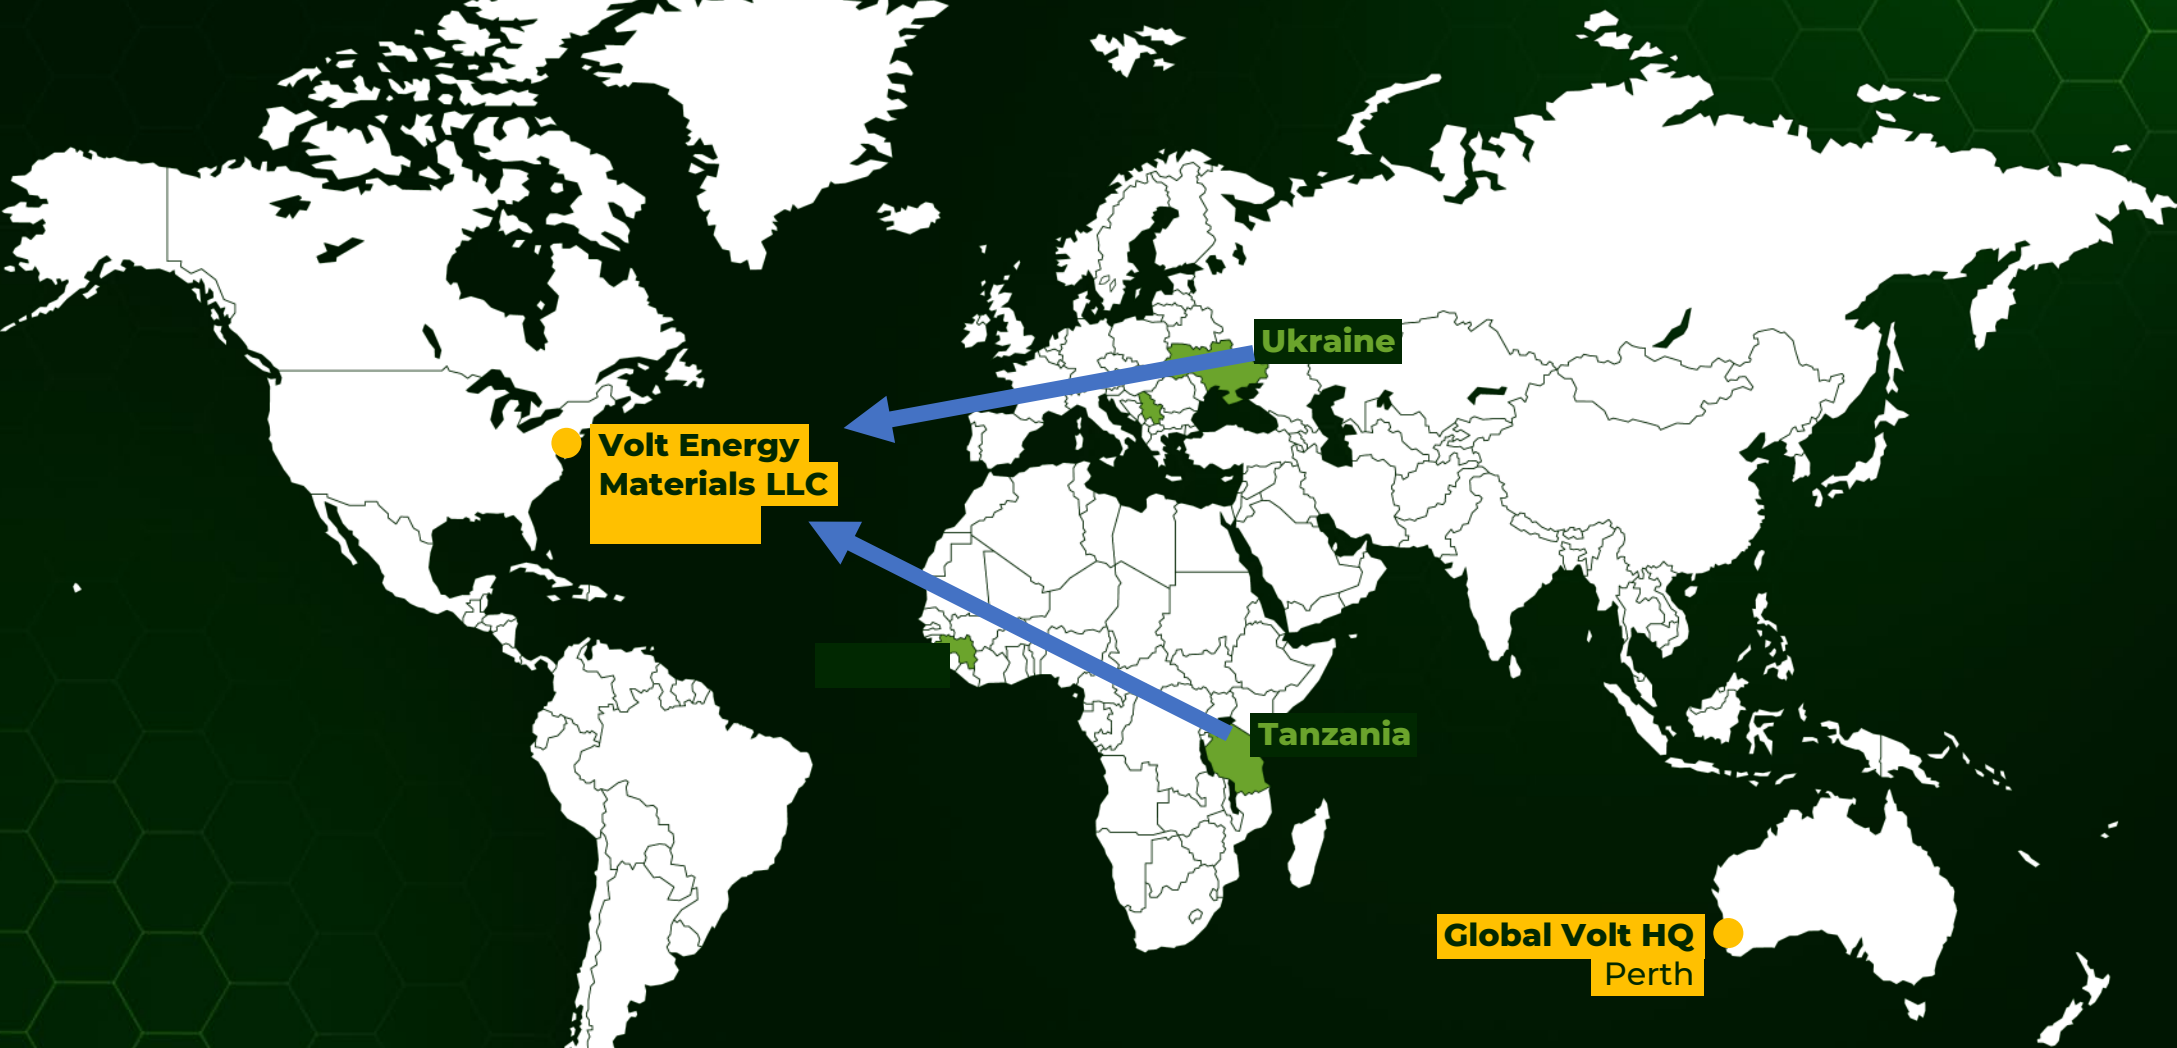 Ukraine
Volt Energy
Materials LLC
Tanzania
Global Volt HQ
Perth